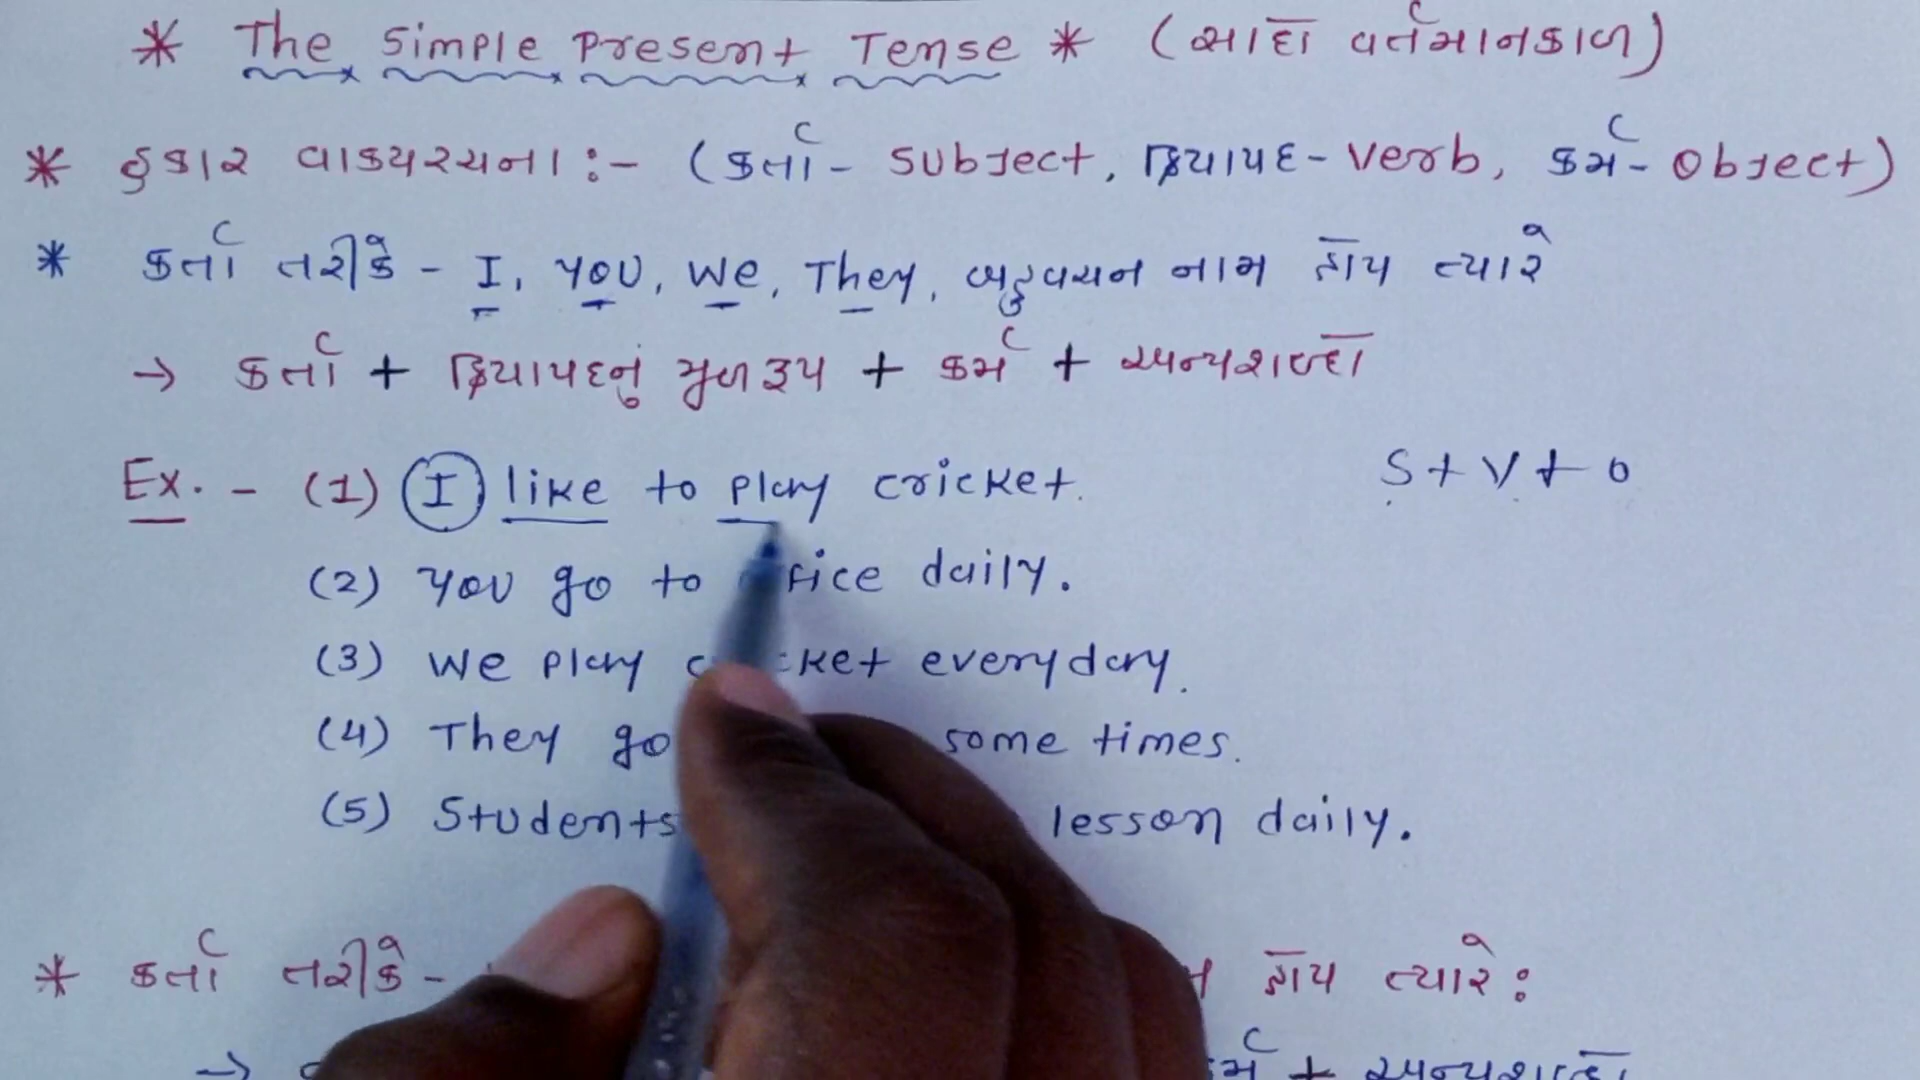 * The Simple Present Tense * (સાદો વર્તમાનકાળ)
* હકાર વાક્યરચના :- (કર્તા - Subject, ક્રિયાપદ - Verb, કર્મ - Object)
* કર્તા તરીકે - I, You, We, They, બહુવચન નામ હોય ત્યારે
→ કર્તા + ક્રિયાપદનું મુળરૂપ + કર્મ + અન્યશબ્દો
Ex. - (1) I like to play cricket. S + V + O
(2) You go to daily.
(3) We play everyday.
(4) They go some times.
(5) Students lesson daily.
* કર્તા તરીકે - હોય ત્યારે :
→ + અન્યશબ્દો